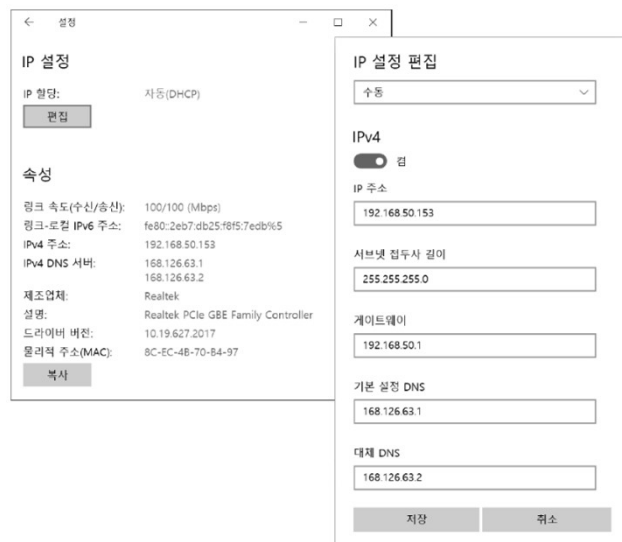 설정
IP 설정
IP 할당: 자동(DHCP)
편집
속성
링크 속도(수신/송신): 100/100 (Mbps)
링크-로컬 IPv6 주소: fe80::2eb7:db25:f8f5:7edb%5
IPv4 주소: 192.168.50.153
IPv4 DNS 서버: 168.126.63.1
168.126.63.2
제조업체: Realtek
설명: Realtek PCIe GBE Family Controller
드라이버 버전: 10.19.627.2017
물리적 주소(MAC): 8C-EC-4B-70-B4-97
복사
IP 설정 편집
수동
IPv4
켬
IP 주소
192.168.50.153
서브넷 접두사 길이
255.255.255.0
게이트웨이
192.168.50.1
기본 설정 DNS
168.126.63.1
대체 DNS
168.126.63.2
저장 취소